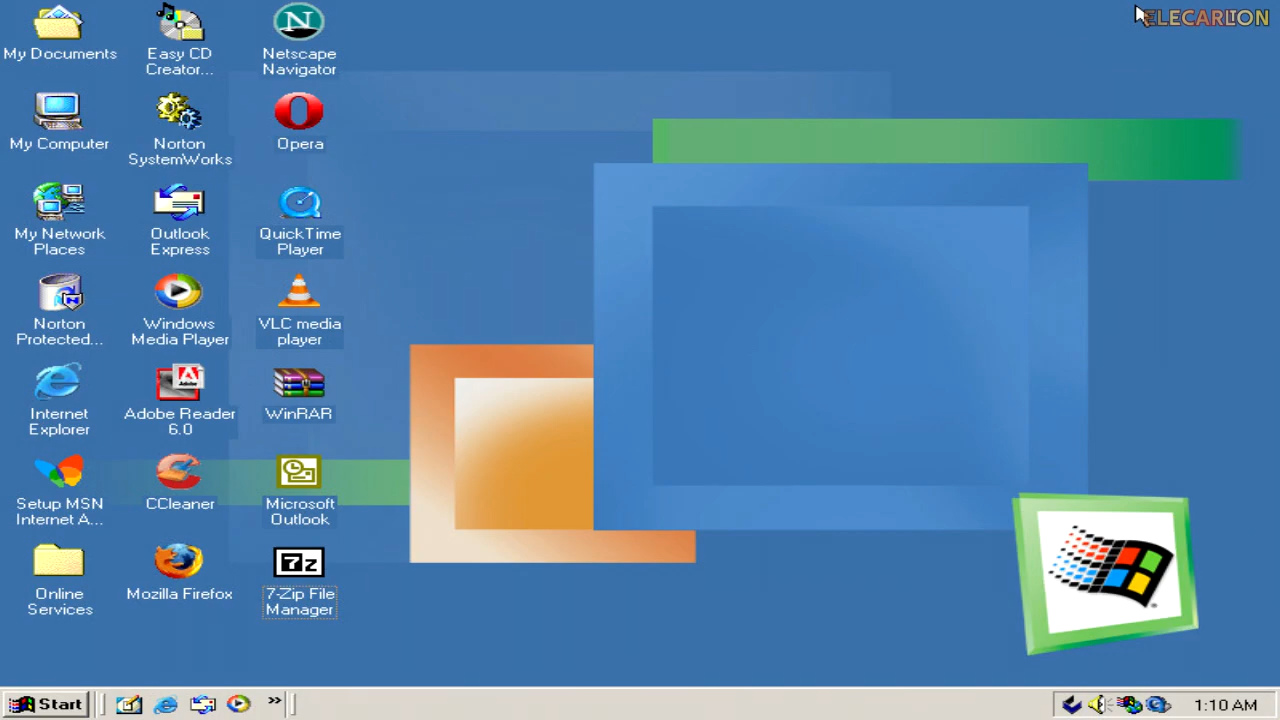 ELECARLION
My Documents
Easy CD
Creator...
Netscape
Navigator
My Computer
Norton
SystemWorks
Opera
My Network
Places
Outlook
Express
QuickTime
Player
Norton
Protected...
Windows
Media Player
VLC media
player
Internet
Explorer
Adobe Reader
6.0
WinRAR
Setup MSN
Internet A...
CCleaner
Microsoft
Outlook
Online
Services
Mozilla Firefox
7z
7-Zip File
Manager
Start
1:10 AM